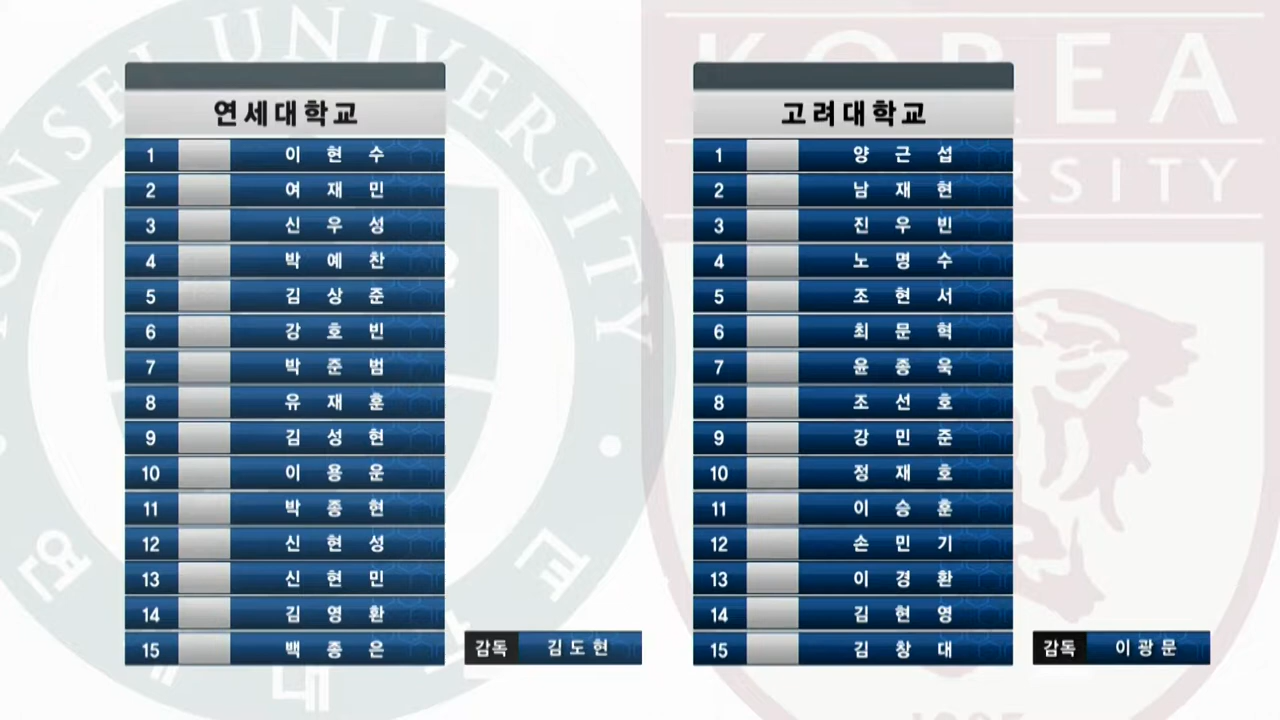 YONSEI UNIVERSITY
KOREA
UNIVERSITY
연세대학교
1 이현수
2 여재민
3 신우성
4 박예찬
5 김상준
6 강호빈
7 박준범
8 유재훈
9 김성현
10 이용운
11 박종현
12 신현성
13 신현민
14 김영환
15 백종은
감독 김도현
고려대학교
1 양근섭
2 남재현
3 진우빈
4 노명수
5 조현서
6 최문혁
7 윤종욱
8 조선호
9 강민준
10 정재호
11 이승훈
12 손민기
13 이경환
14 김현영
15 김창대
감독 이광문